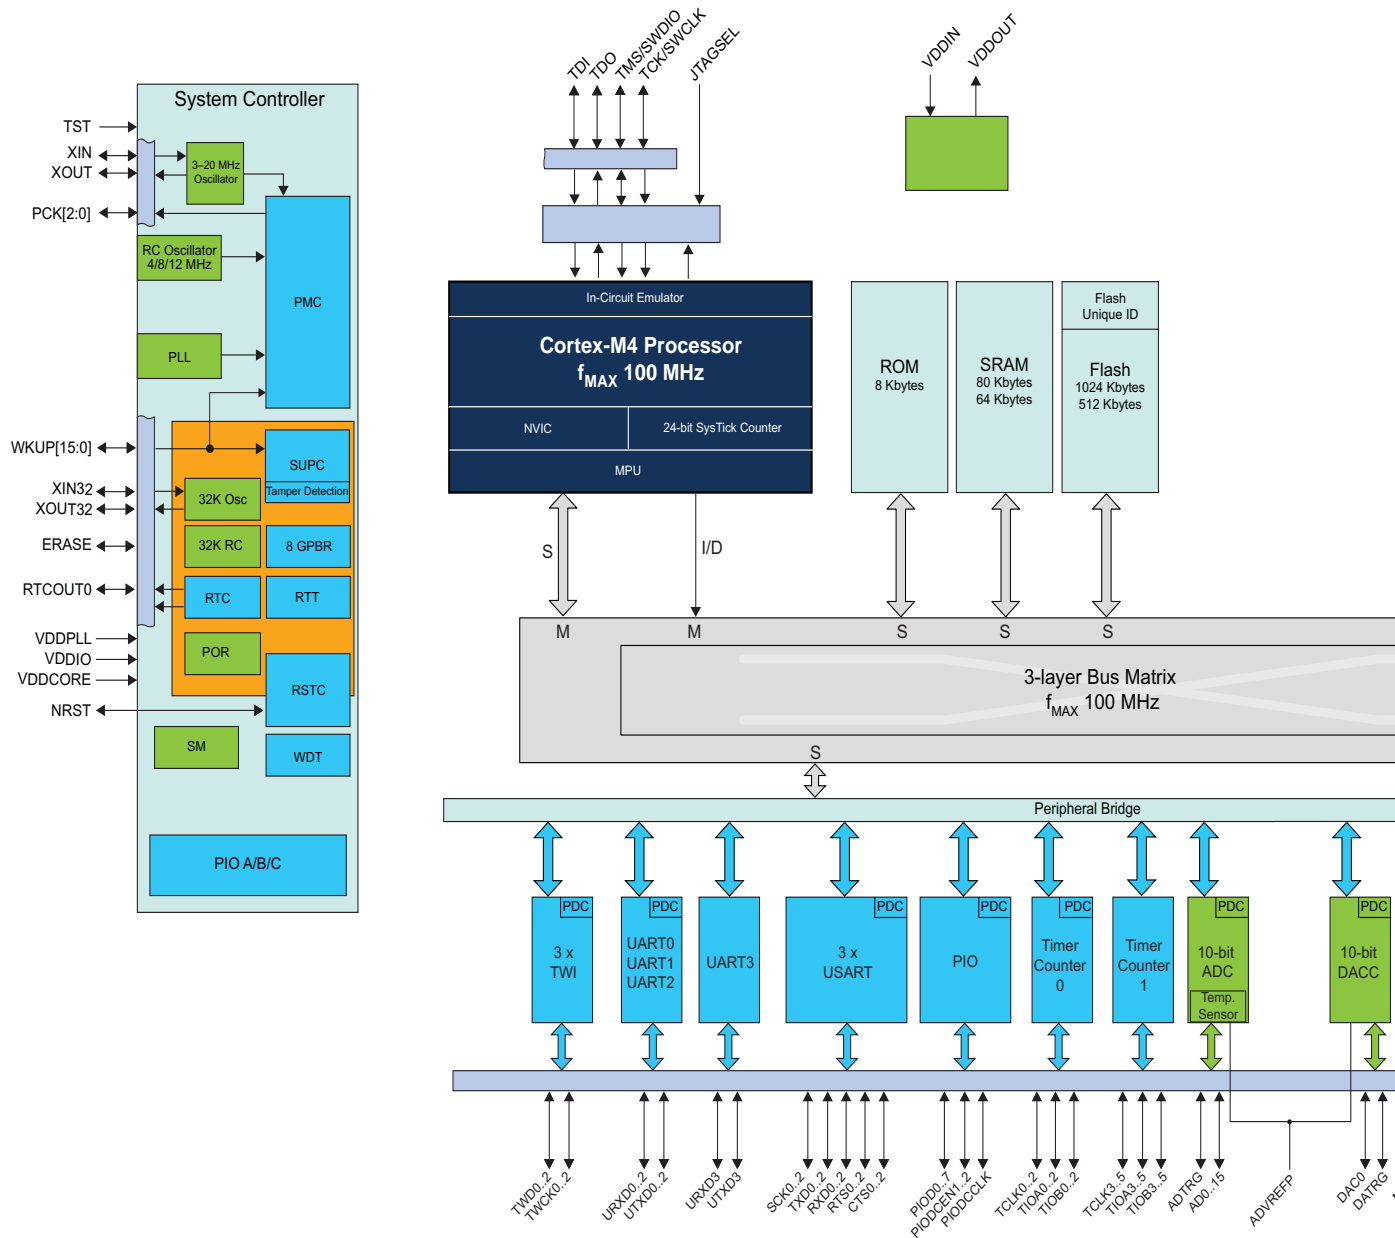 TDI
TDO
TMS/SWDIO
TCK/SWCLK
JTAGSEL
VDDIN
VDDOUT
System Controller
TST
XIN
XOUT
PCK[2:0]
3–20 MHz
Oscillator
RC Oscillator
4/8/12 MHz
PMC
PLL
WKUP[15:0]
XIN32
XOUT32
ERASE
RTCOUT0
VDDPLL
VDDIO
VDDCORE
NRST
SUPC
Tamper Detection
32K Osc
32K RC
8 GPBR
RTC
RTT
POR
RSTC
SM
WDT
PIO A/B/C
In-Circuit Emulator
Cortex-M4 Processor
fMAX 100 MHz
NVIC
24-bit SysTick Counter
MPU
ROM
8 Kbytes
SRAM
80 Kbytes
64 Kbytes
Flash
Unique ID
Flash
1024 Kbytes
512 Kbytes
S
I/D
M
M
S
S
S
3-layer Bus Matrix
fMAX 100 MHz
S
Peripheral Bridge
PDC
3 x
TWI
PDC
UART0
UART1
UART2
UART3
PDC
3 x
USART
PDC
PIO
PDC
Timer
Counter
0
Timer
Counter
1
PDC
10-bit
ADC
Temp.
Sensor
PDC
10-bit
DACC
TWD0..2
TWCK0..2
URXD0..2
UTXD0..2
URXD3
UTXD3
SCK0..2
TXD0..2
RXD0..2
RTS0..2
CTS0..2
PIOD0..7
PIODCEN1..2
PIODCCLK
TCLK0..2
TIOA0..2
TIOB0..2
TCLK3..5
TIOA3..5
TIOB3..5
ADTRG
AD0..15
ADVREFP
DAC0
DATRG